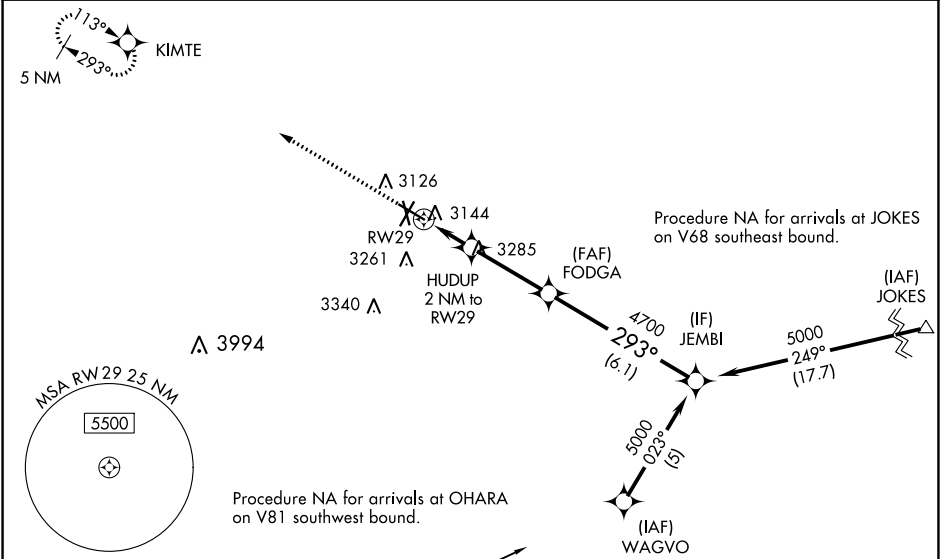 113°
293°
5 NM
KIMTE
3126
3144
RW29
3261
3285
HUDUP
2 NM to
RW29
3340
3994
(FAF)
FODGA
4700
293°
(6.1)
(IF)
JEMBI
Procedure NA for arrivals at JOKES
on V68 southeast bound.
(IAF)
JOKES
5000
249°
(17.7)
5000
023°
(5)
(IAF)
WAGVO
MSA RW29 25 NM
5500
Procedure NA for arrivals at OHARA
on V81 southwest bound.